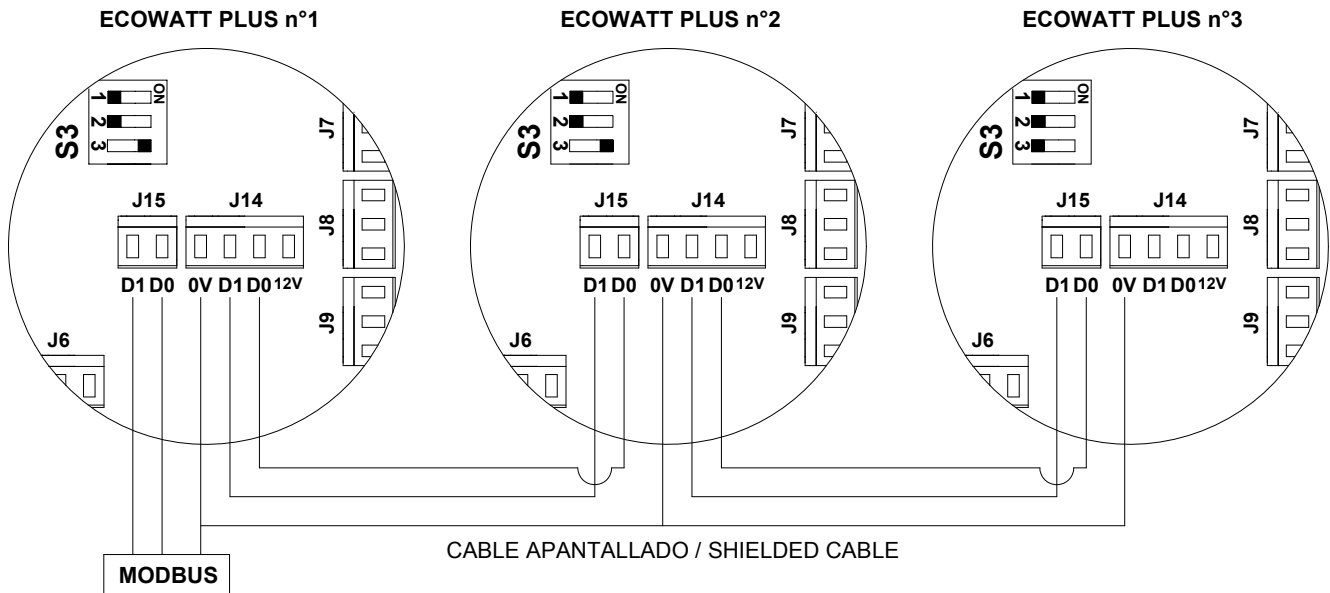 ECOWATT PLUS n°1
ECOWATT PLUS n°2
ECOWATT PLUS n°3
S3
1
2
3
ON
J7
J15
J14
J8
D1 D0 0V D1 D0 12V
J9
J6
S3
1
2
3
ON
J7
J15
J14
J8
D1 D0 0V D1 D0 12V
J9
J6
S3
1
2
3
ON
J7
J15
J14
J8
D1 D0 0V D1 D0 12V
J9
J6
CABLE APANTALLADO / SHIELDED CABLE
MODBUS